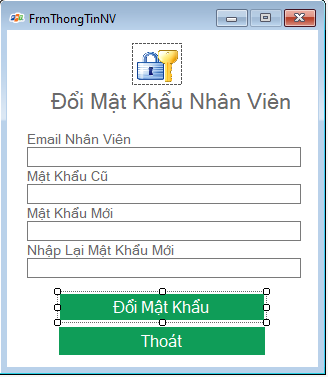 FrmThongTinNV
Đổi Mật Khẩu Nhân Viên
Email Nhân Viên
Mật Khẩu Cũ
Mật Khẩu Mới
Nhập Lại Mật Khẩu Mới
Đổi Mật Khẩu
Thoát